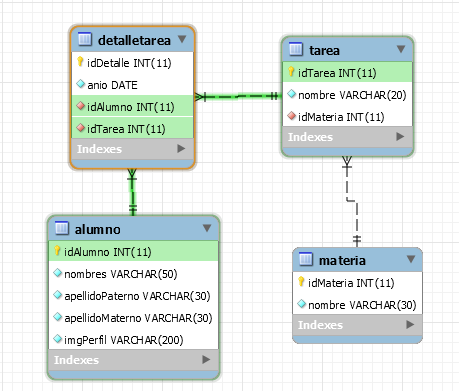 detalletarea
idDetalle INT(11)
anio DATE
idAlumno INT(11)
idTarea INT(11)
Indexes
tarea
idTarea INT(11)
nombre VARCHAR(20)
idMateria INT(11)
Indexes
alumno
idAlumno INT(11)
nombres VARCHAR(50)
apellidoPaterno VARCHAR(30)
apellidoMaterno VARCHAR(30)
imgPerfil VARCHAR(200)
Indexes
materia
idMateria INT(11)
nombre VARCHAR(30)
Indexes